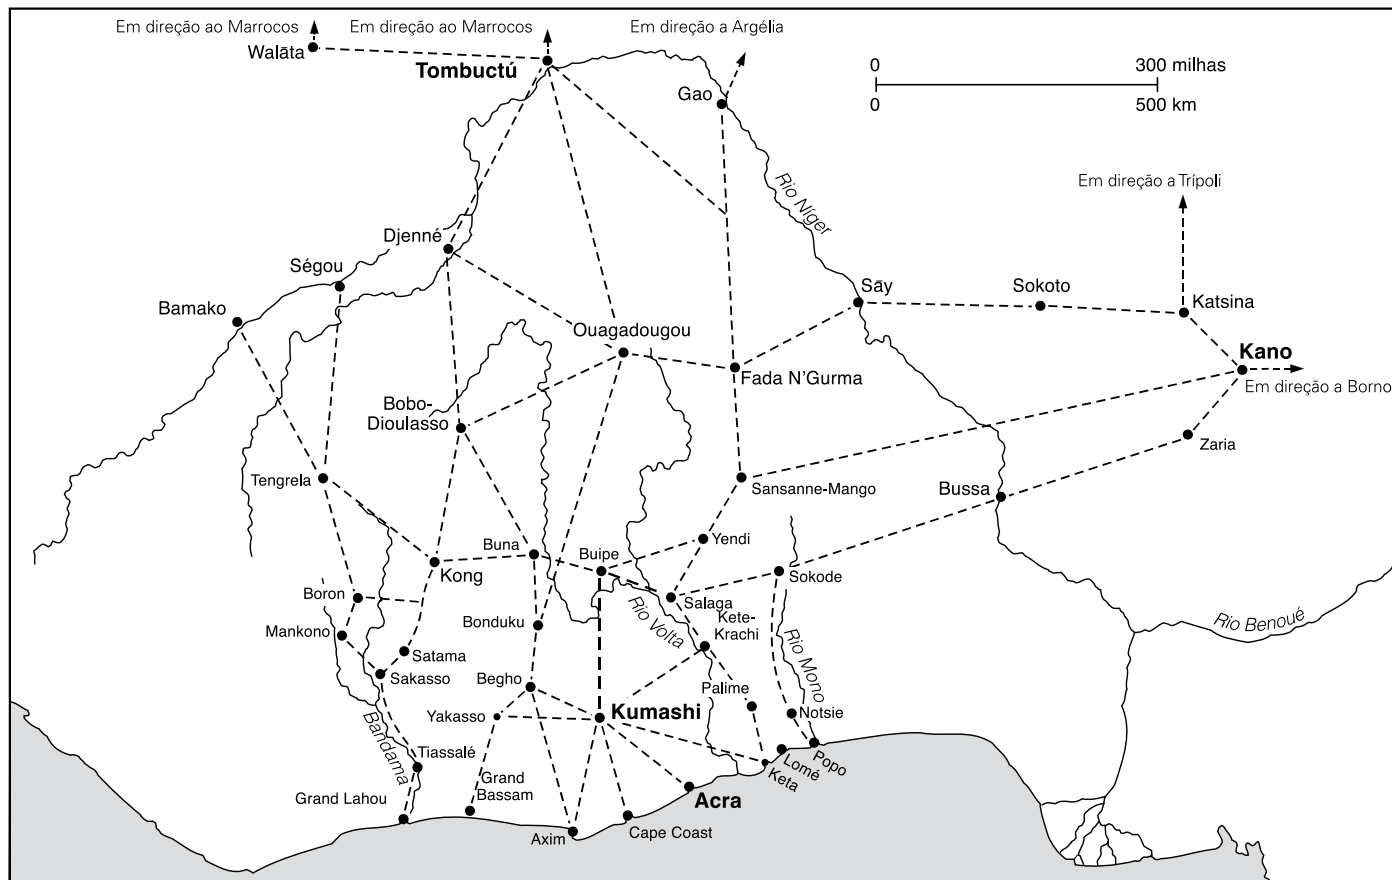 Em direção ao Marrocos
Em direção ao Marrocos
Em direção a Argélia
Walāta
Tombuctú
Gao
0
300 milhas
0
500 km
Rio Níger
Em direção a Trípoli
Djenné
Ségou
Bamako
Sāy
Sokoto
Katsina
Ouagadougou
Kano
Fada N'Gurma
Em direção a Borno
Bobo-
Dioulasso
Zaria
Tengrela
Sansanne-Mango
Bussa
Buna
Buipe
Yendi
Kong
Sokode
Boron
Salaga
Rio Volta
Kete-
Krachi
Bonduku
Mankono
Rio Mono
Rio Benoué
Satama
Sakasso
Begho
Palime
Yakasso
Kumashi
Notsie
Bandama
Tiassalé
Popo
Lomé
Keta
Grand
Bassam
Grand Lahou
Acra
Axim
Cape Coast